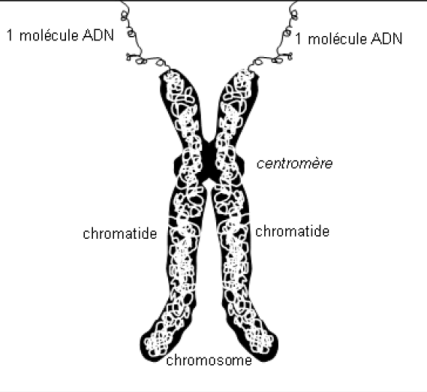 1 molécule ADN
1 molécule ADN
centromère
chromatide
chromatide
chromosome